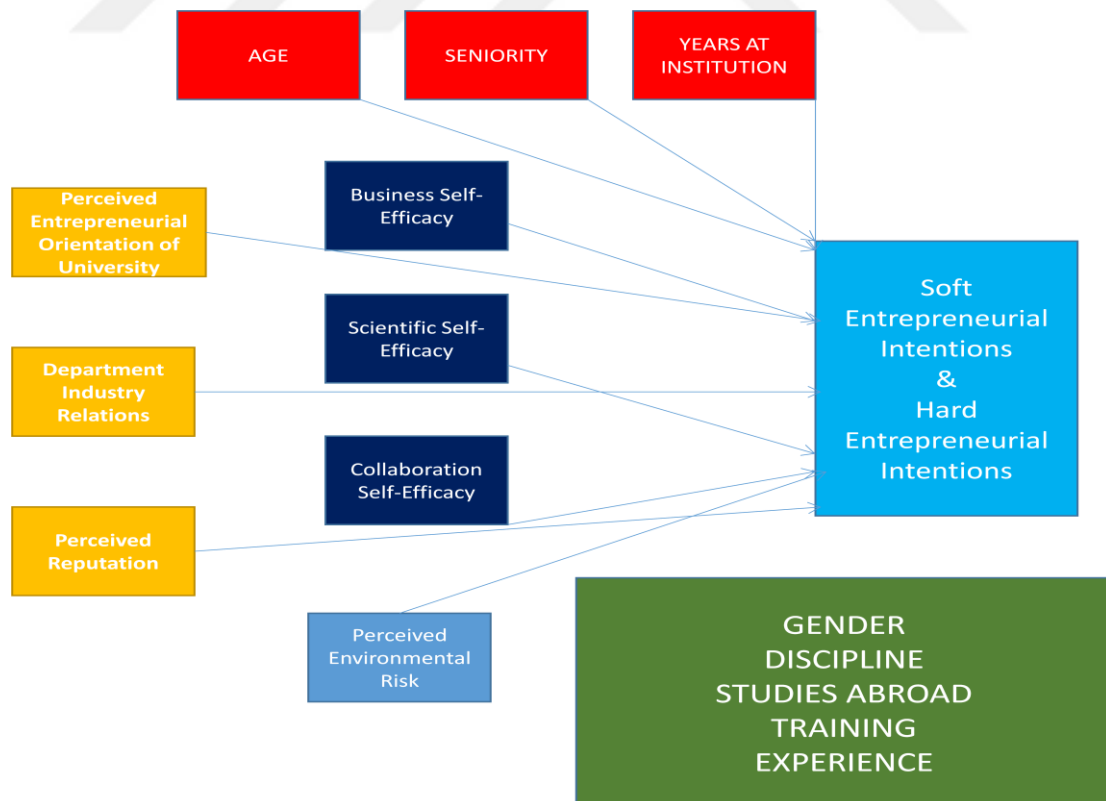 AGE
SENIORITY
YEARS AT
INSTITUTION
Business Self-
Efficacy
Perceived
Entrepreneurial
Orientation of
University
Scientific Self-
Efficacy
Department
Industry
Relations
Collaboration
Self-Efficacy
Perceived
Reputation
Perceived
Environmental
Risk
Soft
Entrepreneurial
Intentions
&
Hard
Entrepreneurial
Intentions
GENDER
DISCIPLINE
STUDIES ABROAD
TRAINING
EXPERIENCE